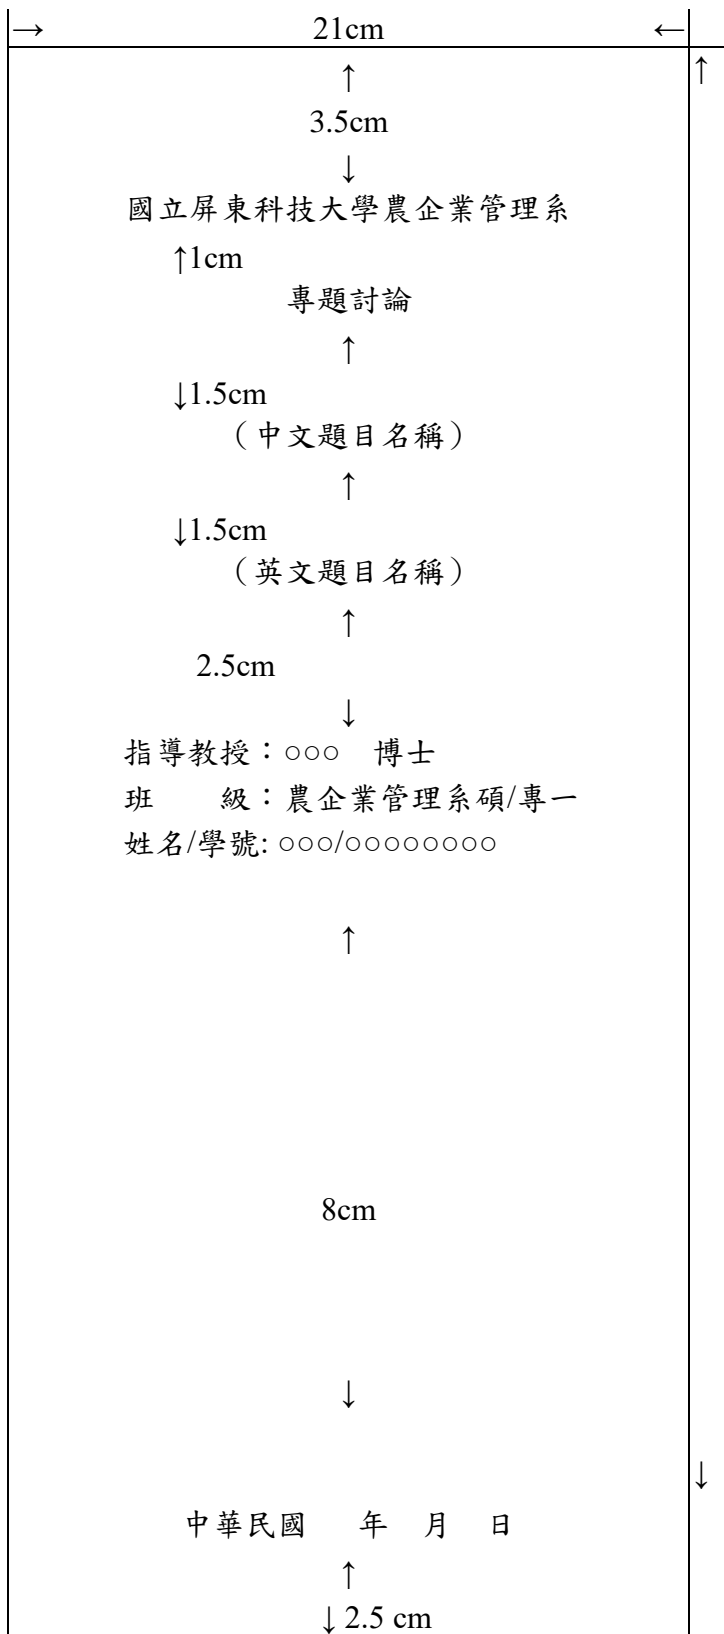 → 21cm ←
↑ ↑
3.5cm
↓
國立屏東科技大學農企業管理系
↑1cm
專題討論
↑
↓1.5cm
（中文題目名稱）
↑
↓1.5cm
（英文題目名稱）
↑
2.5cm
↓
指導教授：○○○　博士
班　　級：農企業管理系碩/專一
姓名/學號: ○○○/○○○○○○○○
↑
8cm
↓
↓
中華民國　 年　月　日
↑
↓ 2.5 cm